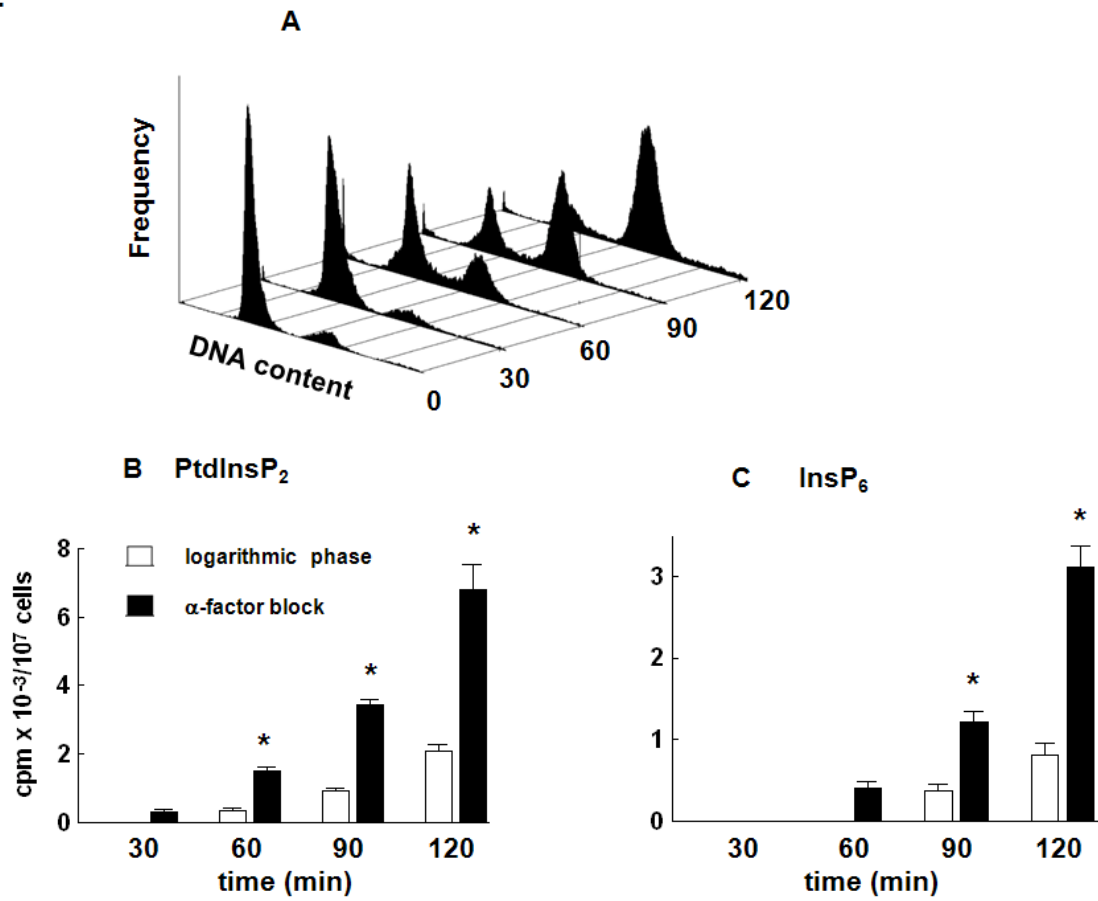 A
Frequency
DNA content
0
30
60
90
120
B PtdInsP₂
logarithmic phase
α-factor block
cpm x 10⁻³/10⁷ cells
8
6
4
2
0
*
*
*
30 60 90 120
time (min)
C InsP₆
3
2
1
0
*
*
30 60 90 120
time (min)